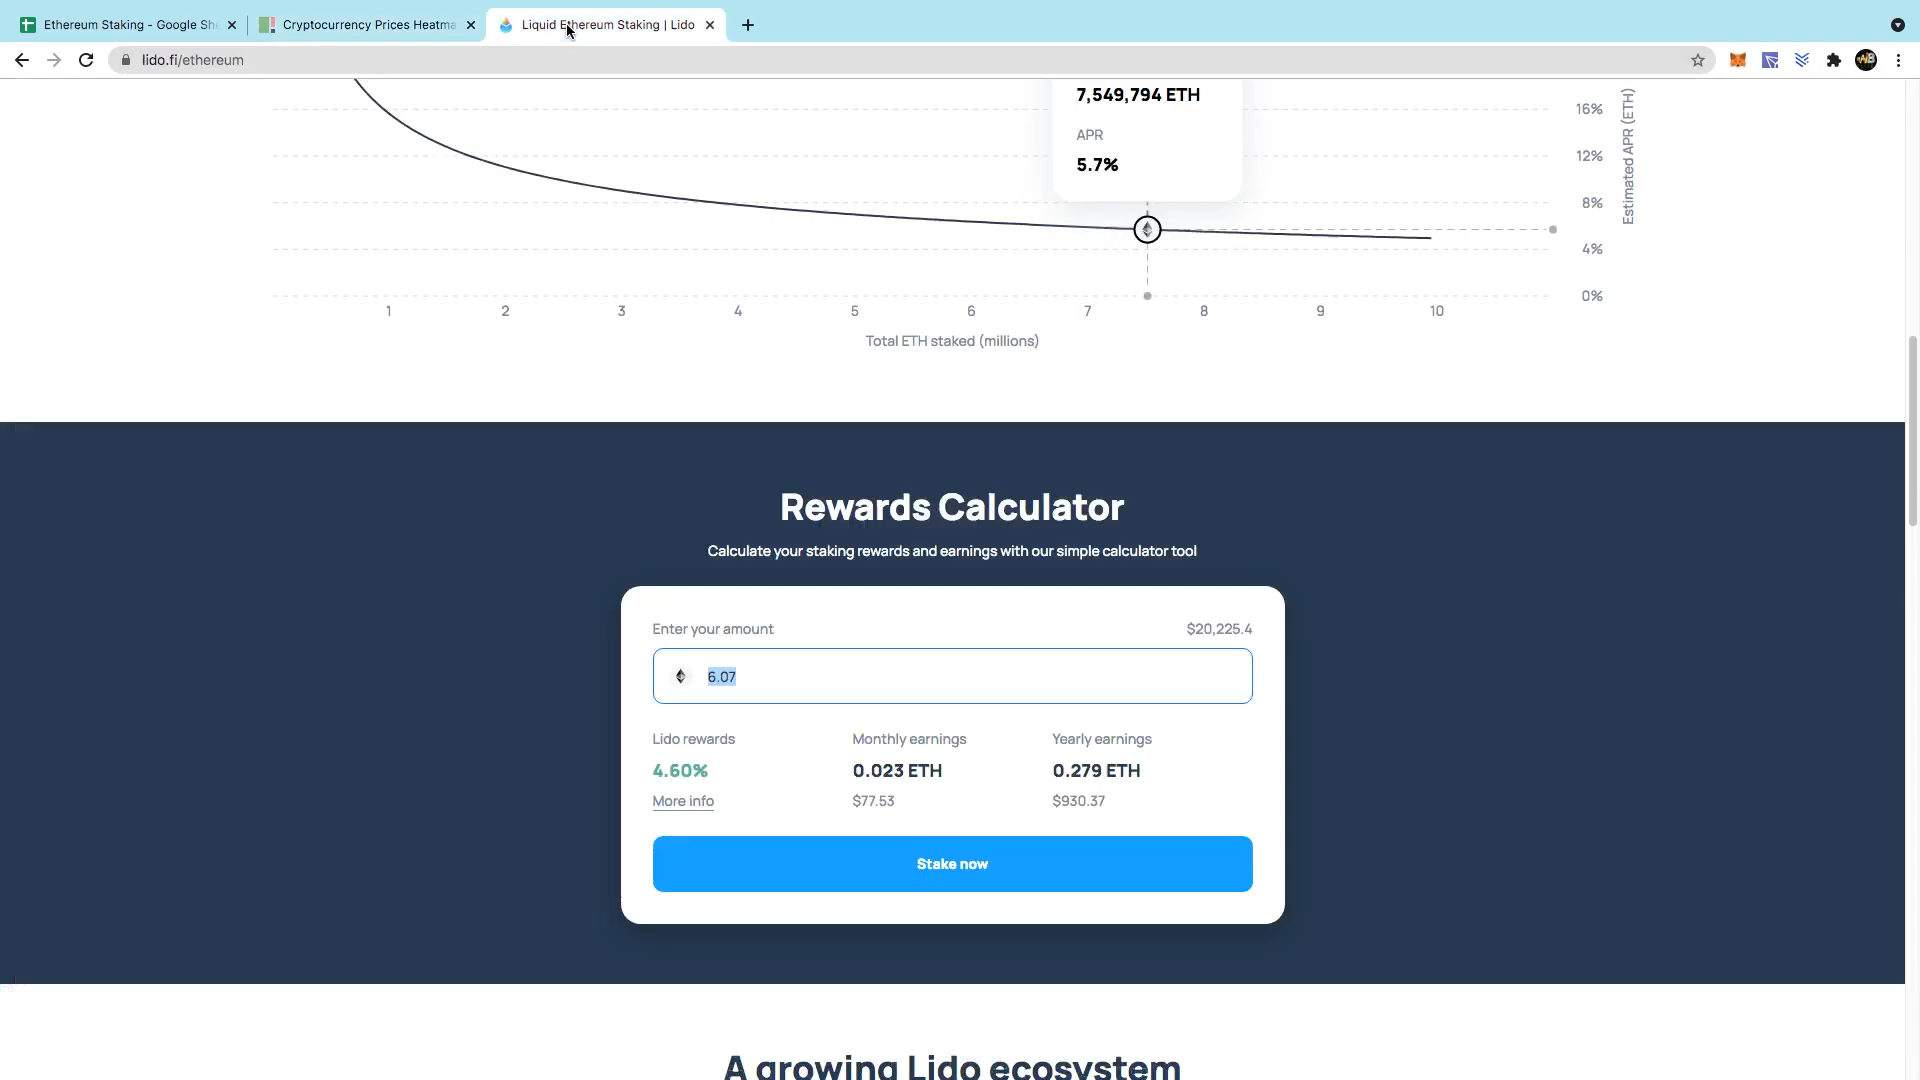 Ethereum Staking - Google She
Cryptocurrency Prices Heatma
Liquid Ethereum Staking | Lido
lido.fi/ethereum
7,549,794 ETH
APR
5.7%
16%
12%
8%
4%
0%
Estimated APR (ETH)
1 2 3 4 5 6 7 8 9 10
Total ETH staked (millions)
Rewards Calculator
Calculate your staking rewards and earnings with our simple calculator tool
Enter your amount $20,225.4
6.07
Lido rewards Monthly earnings Yearly earnings
4.60% 0.023 ETH 0.279 ETH
More info $77.53 $930.37
Stake now
A growing Lido ecosystem